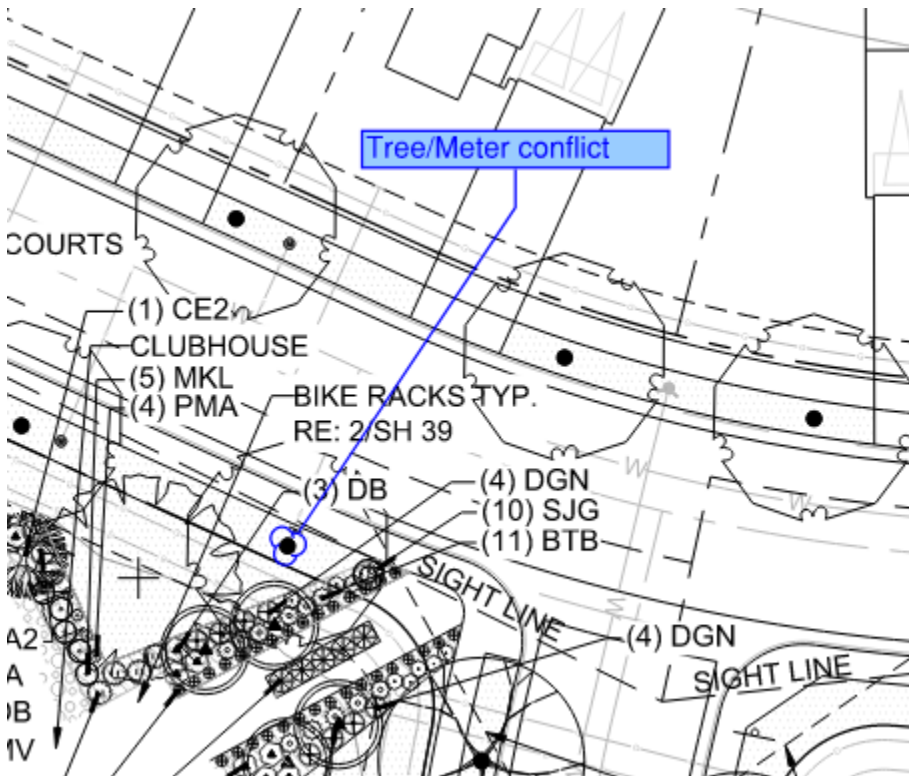 Tree/Meter conflict
COURTS
(1) CE2
CLUBHOUSE
(5) MKL
(4) PMA
BIKE RACKS TYP.
RE: 2/SH 39
(3) DB
(4) DGN
(10) SJG
(11) BTB
SIGHT LINE
(4) DGN
SIGHT LINE
W
W
W
A2
A